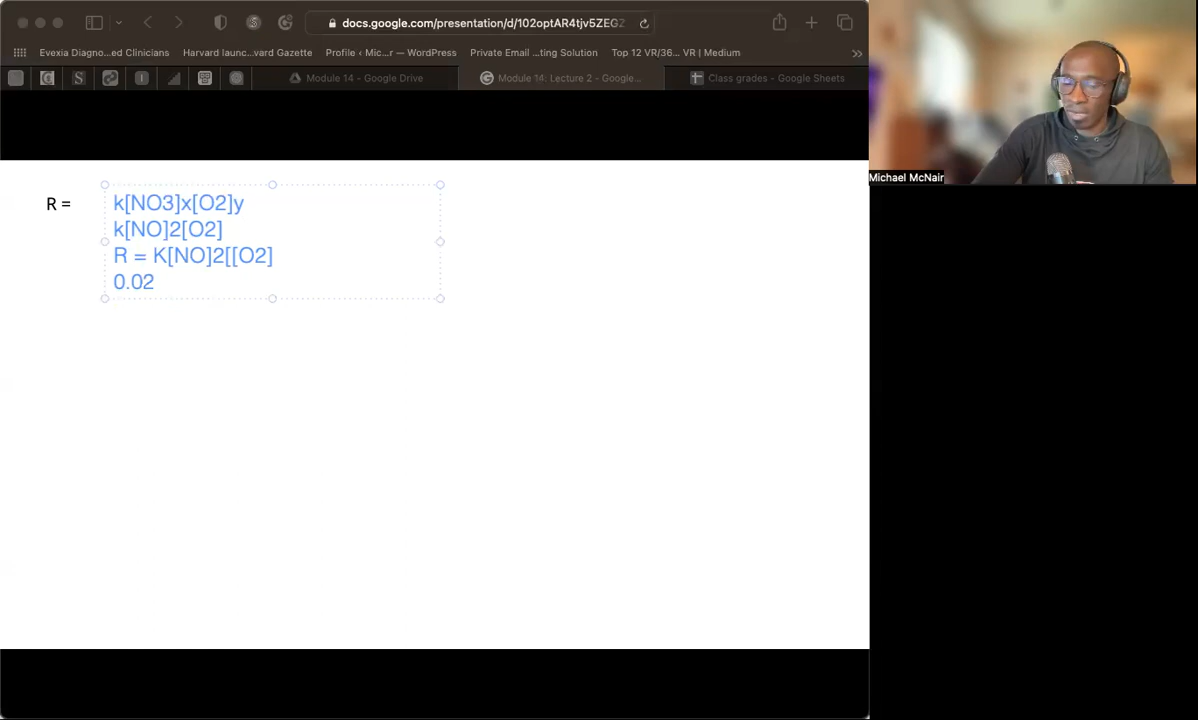 docs.google.com/presentation/d/102optAR4tjv5ZEG2
Evexia Diagno...ed Clinicians
Harvard launc...vard Gazette
Profile ‹ Mic...r — WordPress
Private Email ...ting Solution
Top 12 VR/36... VR | Medium
Module 14 - Google Drive
Module 14: Lecture 2 - Google...
Class grades - Google Sheets
Michael McNair
R =
k[NO3]x[O2]y
k[NO]2[O2]
R = K[NO]2[[O2]
0.02